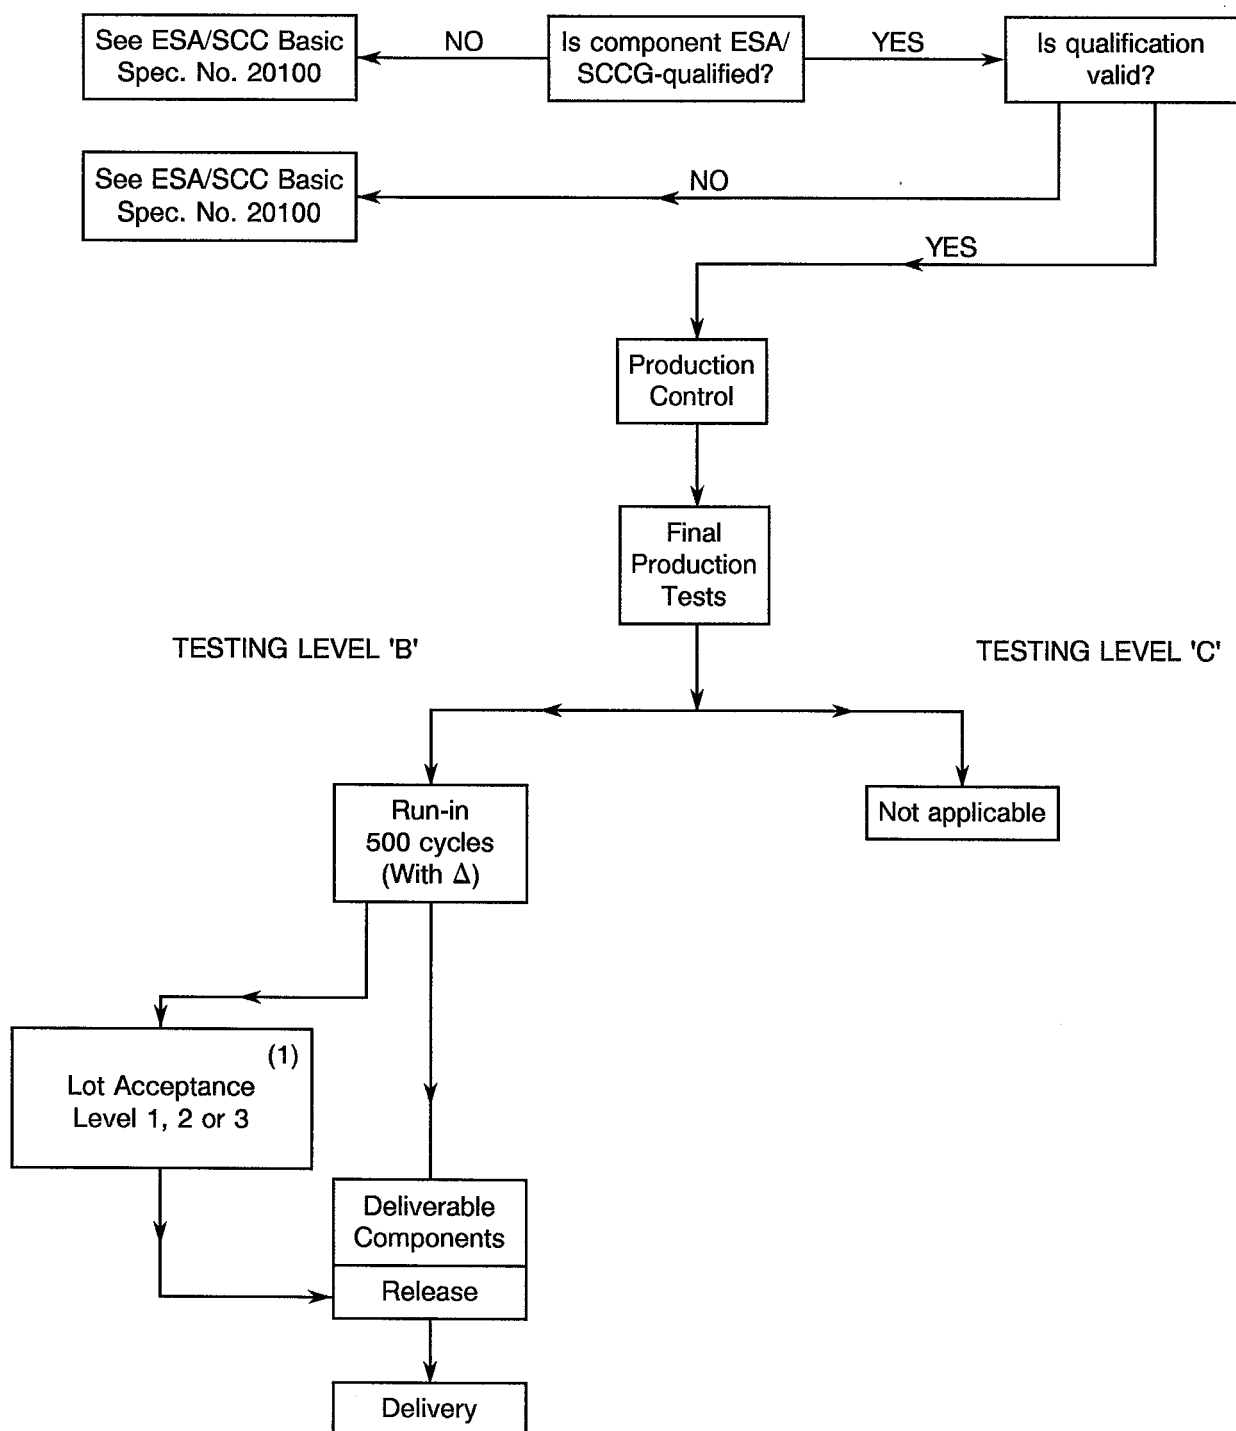 See ESA/SCC Basic
Spec. No. 20100
NO
Is component ESA/
SCCG-qualified?
YES
Is qualification
valid?
See ESA/SCC Basic
Spec. No. 20100
NO
YES
Production
Control
Final
Production
Tests
TESTING LEVEL 'B'
TESTING LEVEL 'C'
Run-in
500 cycles
(With Δ)
Not applicable
(1)
Lot Acceptance
Level 1, 2 or 3
Deliverable
Components
Release
Delivery